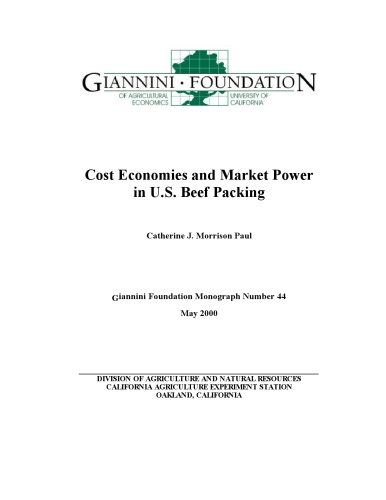 GIANNINI · FOUNDATION
OF AGRICULTURAL UNIVERSITY OF
ECONOMICS CALIFORNIA
Cost Economies and Market Power
in U.S. Beef Packing
Catherine J. Morrison Paul
Giannini Foundation Monograph Number 44
May 2000
DIVISION OF AGRICULTURE AND NATURAL RESOURCES
CALIFORNIA AGRICULTURE EXPERIMENT STATION
OAKLAND, CALIFORNIA